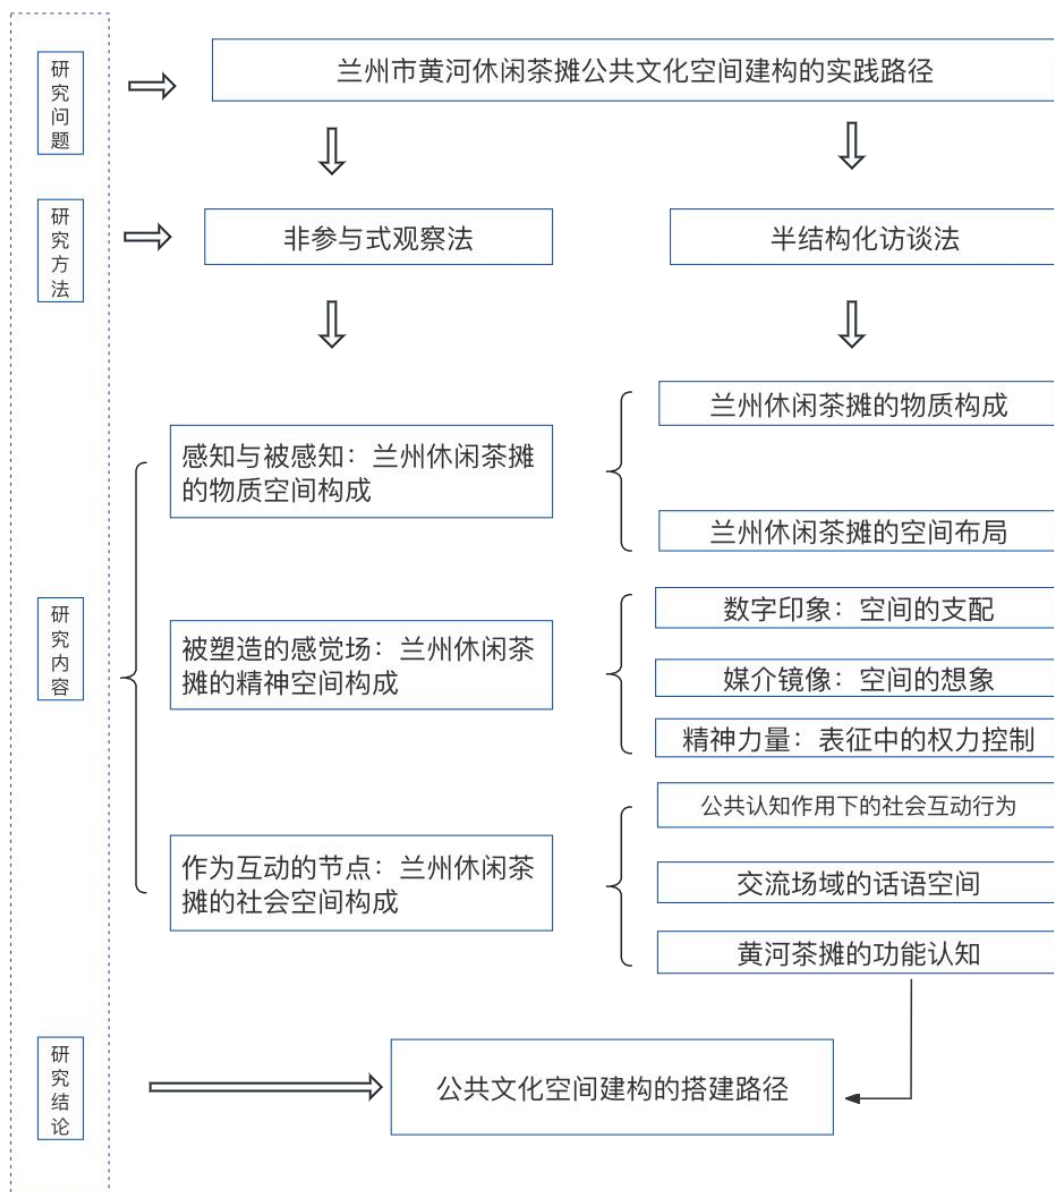 研究问题
兰州市黄河休闲茶摊公共文化空间建构的实践路径
研究方法
非参与式观察法
半结构化访谈法
研究内容
感知与被感知：兰州休闲茶摊
的物质空间构成
兰州休闲茶摊的物质构成
兰州休闲茶摊的空间布局
被塑造的感觉场：兰州休闲茶
摊的精神空间构成
数字印象：空间的支配
媒介镜像：空间的想象
精神力量：表征中的权力控制
作为互动的节点：兰州休闲茶
摊的社会空间构成
公共认知作用下的社会互动行为
交流场域的话语空间
黄河茶摊的功能认知
研究结论
公共文化空间建构的搭建路径